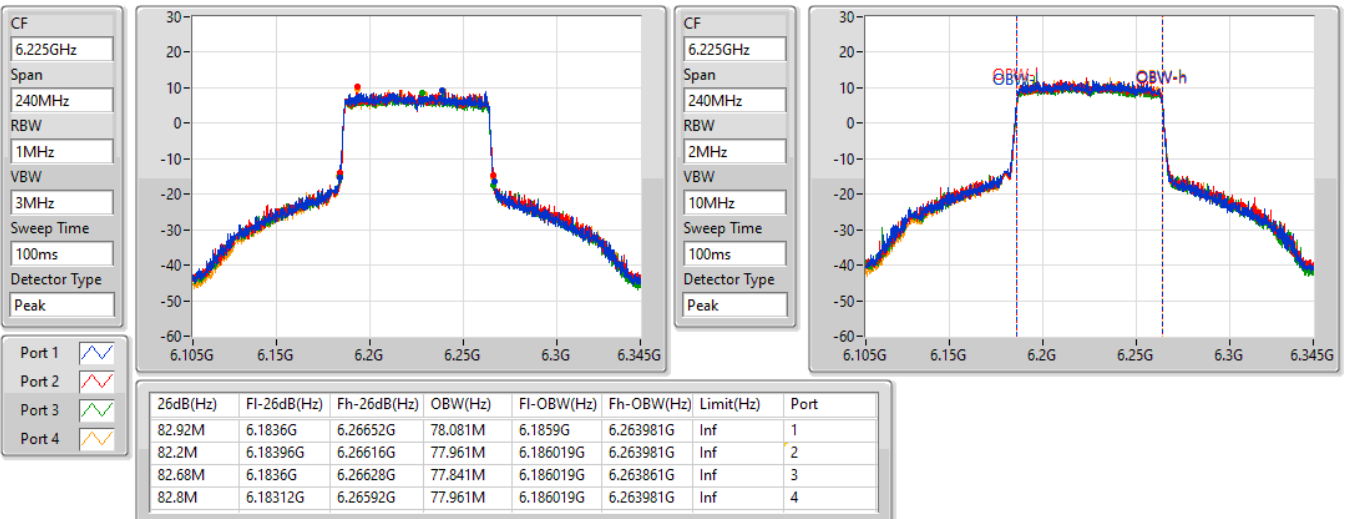 CF
6.225GHz
Span
240MHz
RBW
1MHz
VBW
3MHz
Sweep Time
100ms
Detector Type
Peak
30
20
10
0
-10
-20
-30
-40
-50
-60
6.105G 6.15G 6.2G 6.25G 6.3G 6.345G
CF
6.225GHz
Span
240MHz
RBW
2MHz
VBW
10MHz
Sweep Time
100ms
Detector Type
Peak
30
20
10
0
-10
-20
-30
-40
-50
-60
OBW-l OBW-h
6.105G 6.15G 6.2G 6.25G 6.3G 6.345G
Port 1
Port 2
Port 3
Port 4
26dB(Hz) Fl-26dB(Hz) Fh-26dB(Hz) OBW(Hz) Fl-OBW(Hz) Fh-OBW(Hz) Limit(Hz) Port
82.92M 6.1836G 6.26652G 78.081M 6.1859G 6.263981G Inf 1
82.2M 6.18396G 6.26616G 77.961M 6.186019G 6.263981G Inf 2
82.68M 6.1836G 6.26628G 77.841M 6.186019G 6.263861G Inf 3
82.8M 6.18312G 6.26592G 77.961M 6.186019G 6.263981G Inf 4